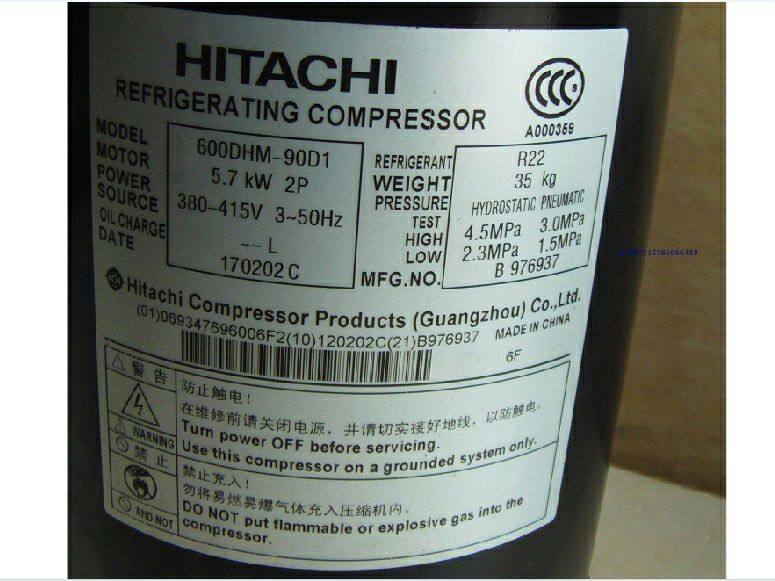 HITACHI
REFRIGERATING COMPRESSOR
A000359
MODEL 600DHM-90D1
MOTOR 5.7 kW 2P
POWER SOURCE 380-415V 3~50Hz
OIL CHARGE -- L
DATE 170202C
REFRIGERANT R22
WEIGHT 35 kg
PRESSURE HYDROSTATIC PNEUMATIC
TEST
HIGH 4.5MPa 3.0MPa
LOW 2.3MPa 1.5MPa
MFG.NO. B 976937
Hitachi Compressor Products (Guangzhou) Co.,Ltd.
(01)069347696006F2(10)120202C(21)B976937
MADE IN CHINA
6F
警告
防止触电!
在维修前请关闭电源，并请切实接好地线，以防触电。
WARNING
Turn power OFF before servicing.
Use this compressor on a grounded system only.
禁止
防止充入!
勿将易燃易爆气体充入压缩机内。
AND-NOT
DO NOT put flammable or explosive gas into the
compressor.
15366066419